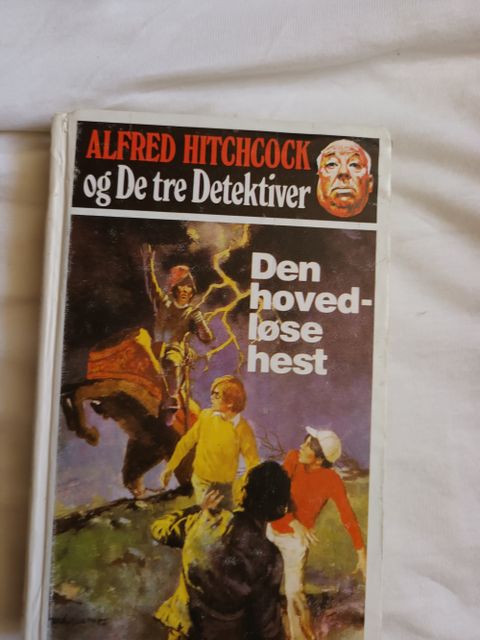 ALFRED HITCHCOCK
og De tre Detektiver
Den
hoved-
løse
hest